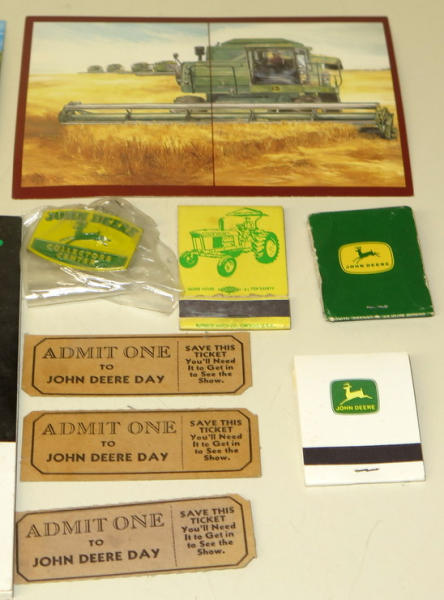 JOHN DEERE
COLLECTORS
CENTER
JOHN DEERE
JOHN DEERE
ADMIT ONE
TO
JOHN DEERE DAY
SAVE THIS
TICKET
You'll Need
It to Get in
to See the
Show.
ADMIT ONE
TO
JOHN DEERE DAY
SAVE THIS
TICKET
You'll Need
It to Get in
to See the
Show.
ADMIT ONE
TO
JOHN DEERE DAY
SAVE THIS
TICKET
You'll Need
It to Get in
to See the
Show.